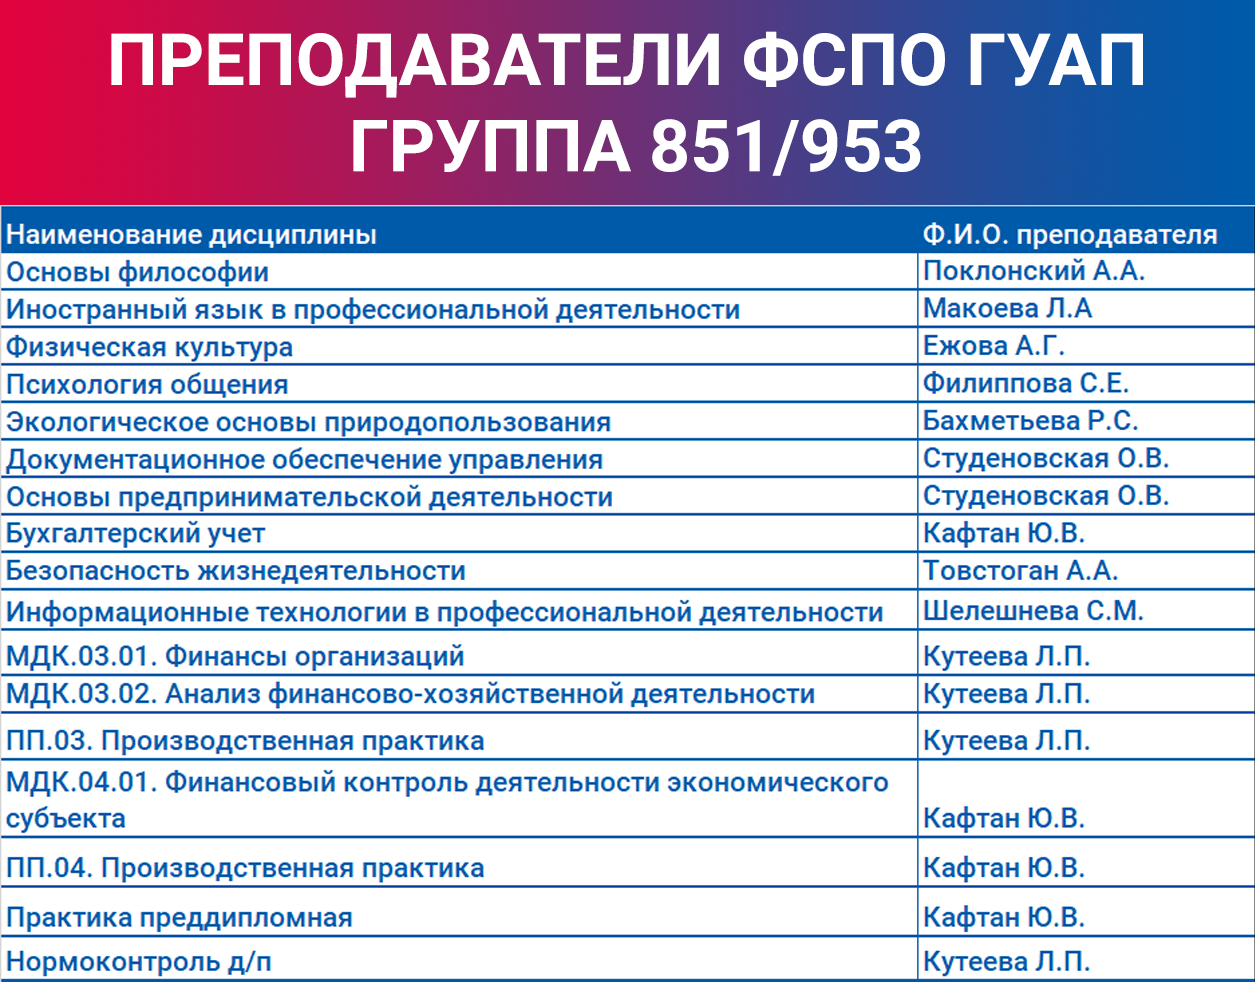 ПРЕПОДАВАТЕЛИ ФСПО ГУАП
ГРУППА 851/953
Наименование дисциплины Ф.И.О. преподавателя
Основы философии Поклонский А.А.
Иностранный язык в профессиональной деятельности Макоева Л.А
Физическая культура Ежова А.Г.
Психология общения Филиппова С.Е.
Экологическое основы природопользования Бахметьева Р.С.
Документационное обеспечение управления Студеновская О.В.
Основы предпринимательской деятельности Студеновская О.В.
Бухгалтерский учет Кафтан Ю.В.
Безопасность жизнедеятельности Товстоган А.А.
Информационные технологии в профессиональной деятельности Шелешнева С.М.
МДК.03.01. Финансы организаций Кутеева Л.П.
МДК.03.02. Анализ финансово-хозяйственной деятельности Кутеева Л.П.
ПП.03. Производственная практика Кутеева Л.П.
МДК.04.01. Финансовый контроль деятельности экономического
субъекта Кафтан Ю.В.
ПП.04. Производственная практика Кафтан Ю.В.
Практика преддипломная Кафтан Ю.В.
Нормоконтроль д/п Кутеева Л.П.